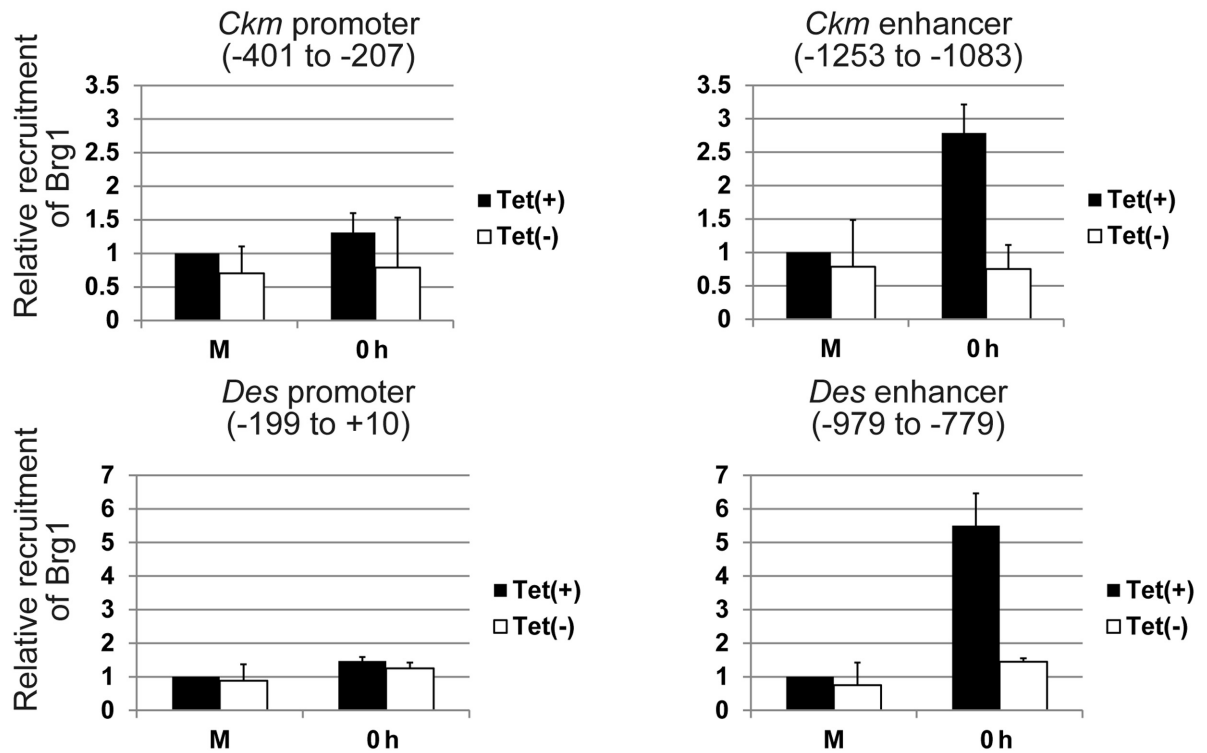 Ckm promoter
(-401 to -207)
Relative recruitment
of Brg1
3.5
3
2.5
2
1.5
1
0.5
0
M
0 h
Tet(+)
Tet(-)
Ckm enhancer
(-1253 to -1083)
3.5
3
2.5
2
1.5
1
0.5
0
M
0 h
Tet(+)
Tet(-)
Des promoter
(-199 to +10)
Relative recruitment
of Brg1
7
6
5
4
3
2
1
0
M
0 h
Tet(+)
Tet(-)
Des enhancer
(-979 to -779)
7
6
5
4
3
2
1
0
M
0 h
Tet(+)
Tet(-)